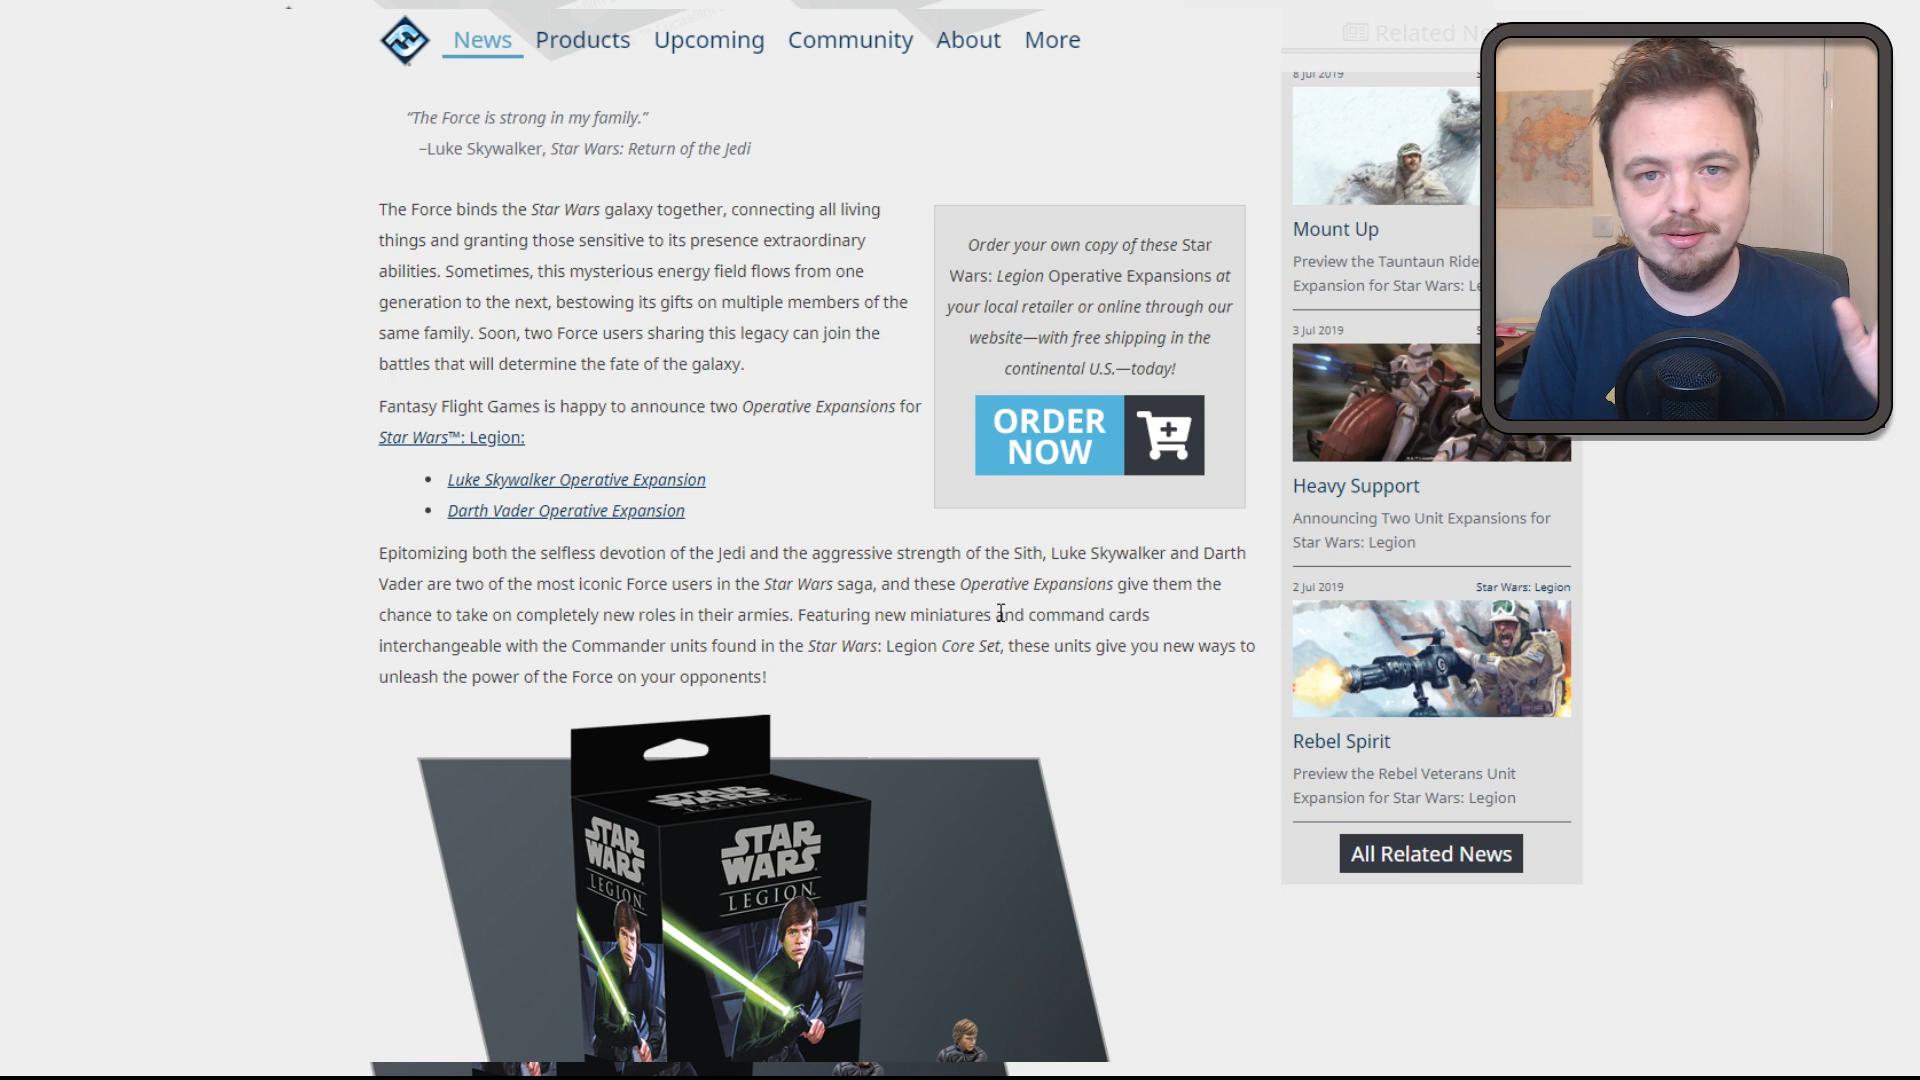 News Products Upcoming Community About More
“The Force is strong in my family.”
–Luke Skywalker, Star Wars: Return of the Jedi
The Force binds the Star Wars galaxy together, connecting all living
things and granting those sensitive to its presence extraordinary
abilities. Sometimes, this mysterious energy field flows from one
generation to the next, bestowing its gifts on multiple members of the
same family. Soon, two Force users sharing this legacy can join the
battles that will determine the fate of the galaxy.
Fantasy Flight Games is happy to announce two Operative Expansions for
Star Wars™: Legion:
Luke Skywalker Operative Expansion
Darth Vader Operative Expansion
Order your own copy of these Star
Wars: Legion Operative Expansions at
your local retailer or online through our
website—with free shipping in the
continental U.S.—today!
ORDER
NOW
Epitomizing both the selfless devotion of the Jedi and the aggressive strength of the Sith, Luke Skywalker and Darth
Vader are two of the most iconic Force users in the Star Wars saga, and these Operative Expansions give them the
chance to take on completely new roles in their armies. Featuring new miniatures and command cards
interchangeable with the Commander units found in the Star Wars: Legion Core Set, these units give you new ways to
unleash the power of the Force on your opponents!
STAR
WARS
LEGION
STAR
WARS
LEGION
STAR
WARS
LEGION
Related
8 Jul 2019
Mount Up
Preview the Tauntaun
Expansion for Star Wars:
3 Jul 2019
Heavy Support
Announcing Two Unit Expansions for
Star Wars: Legion
2 Jul 2019 Star Wars: Legion
Rebel Spirit
Preview the Rebel Veterans Unit
Expansion for Star Wars: Legion
All Related News